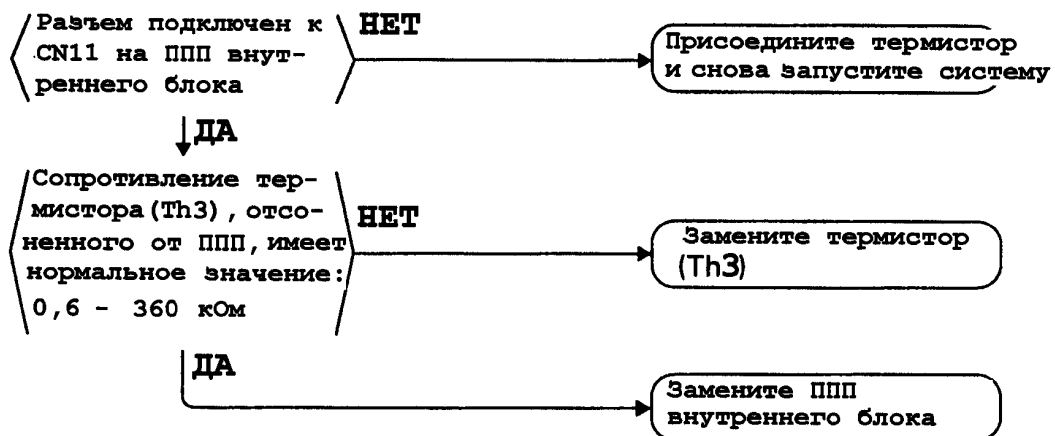 Разъем подключен к
CN11 на ППП внут-
реннего блока
НЕТ
Присоедините термистор
и снова запустите систему
ДА
Сопротивление тер-
мистора(Th3), отсо-
ненного от ППП, имеет
нормальное значение:
0,6 - 360 кОм
НЕТ
Замените термистор
(Th3)
ДА
Замените ППП
внутреннего блока